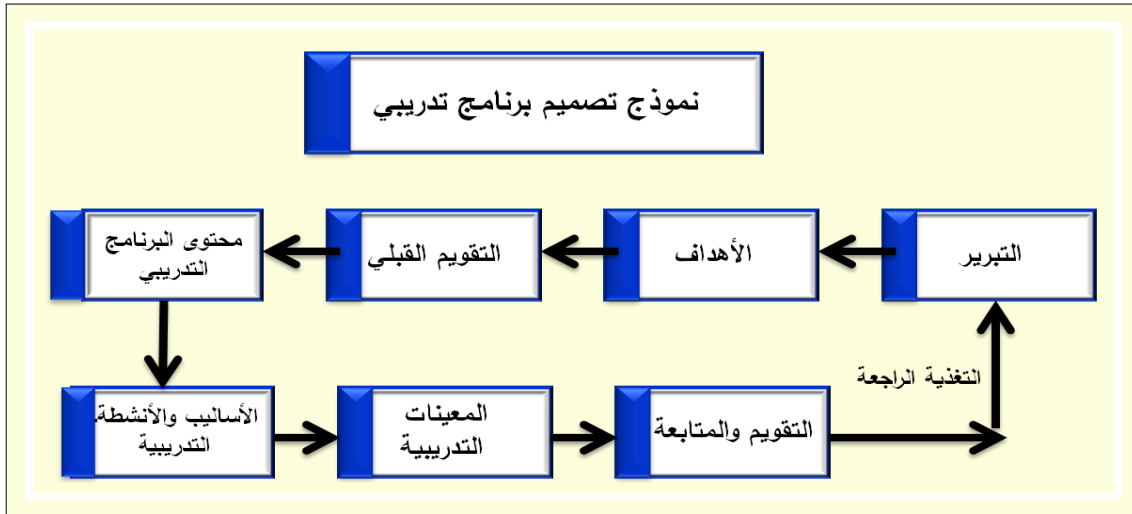 نموذج تصميم برنامج تدريبي
التبرير
الأهداف
التقويم القبلي
محتوى البرنامج
التدريبي
الأساليب والأنشطة.
التدريبية
المعينات
التدريبية
التقويم والمتابعة
التغذية الراجعة